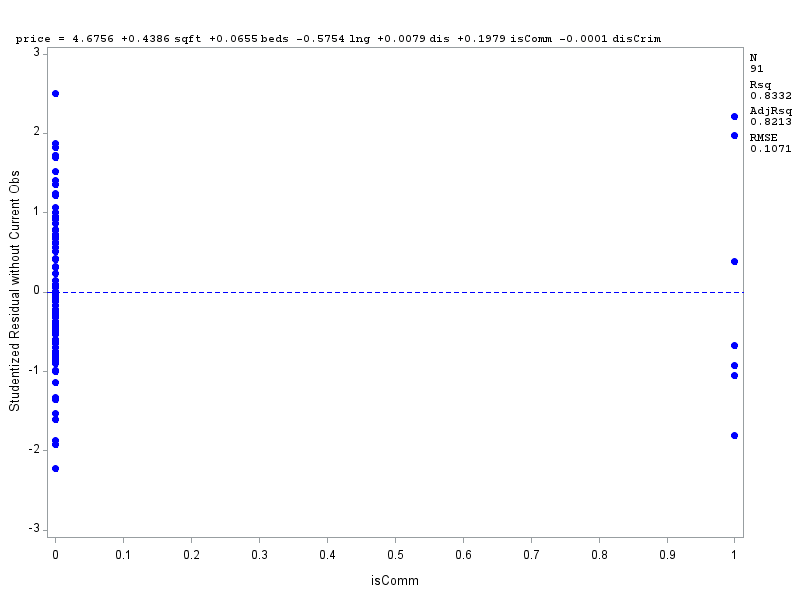 price = 4.6756 +0.4386 sqft +0.0655 beds -0.5754 lng +0.0079 dis +0.1979 isComm -0.0001 disCrim
N
91
Rsq
0.8332
AdjRsq
0.8213
RMSE
0.1071
3
2
1
0
-1
-2
-3
Studentized Residual without Current Obs
0 0.1 0.2 0.3 0.4 0.5 0.6 0.7 0.8 0.9 1
isComm